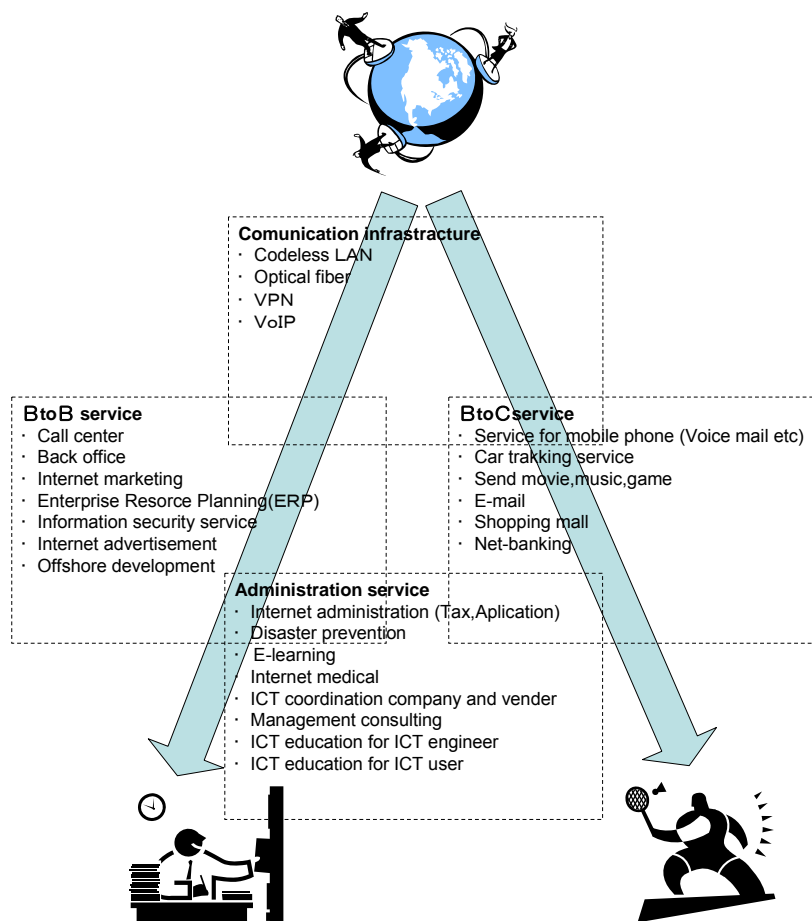 Comunication infrastracture
・ Codeless LAN
・ Optical fiber
・ VPN
・ VoIP
BtoB service
・ Call center
・ Back office
・ Internet marketing
・ Enterprise Resorce Planning(ERP)
・ Information security service
・ Internet advertisement
・ Offshore development
BtoCservice
・ Service for mobile phone (Voice mail etc)
・ Car trakking service
・ Send movie,music,game
・ E-mail
・ Shopping mall
・ Net-banking
Administration service
・ Internet administration (Tax,Aplication)
・ Disaster prevention
・ E-learning
・ Internet medical
・ ICT coordination company and vender
・ Management consulting
・ ICT education for ICT engineer
・ ICT education for ICT user